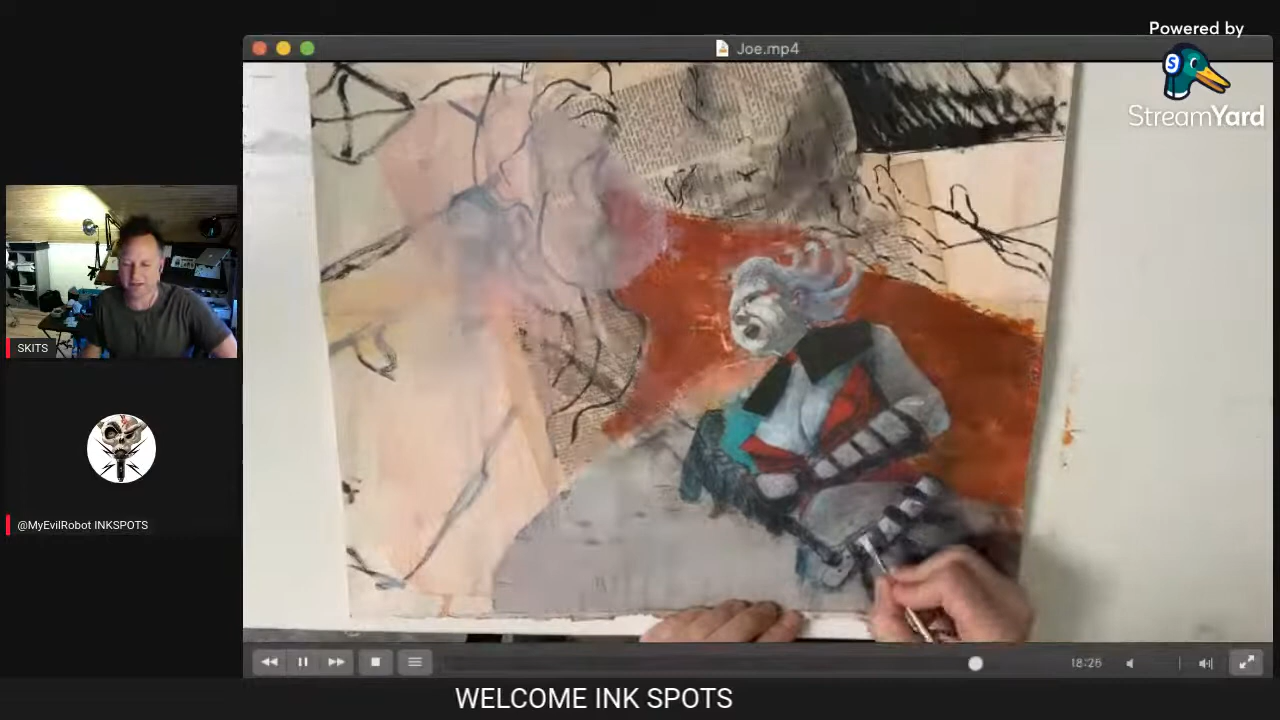 Powered by
StreamYard
Joe.mp4
SKITS
@MyEvilRobot INKSPOTS
18:26
WELCOME INK SPOTS